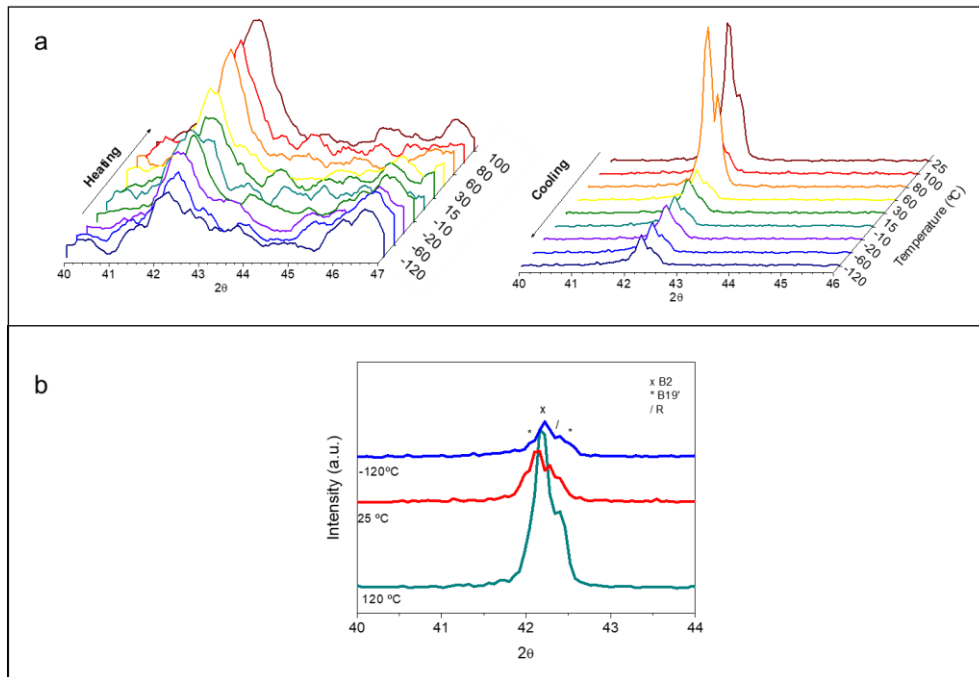 a
Heating
100
80
60
30
15
-10
-20
-60
-120
40 41 42 43 44 45 46 47
2θ
Cooling
25
100
80
60
30
15
-10
-60
-120
Temperature (ºC)
40 41 42 43 44 45 46
2θ
b
x B2
* B19'
/ R
x
* / *
-120ºC
25 ºC
120 ºC
Intensity (a.u.)
40 41 42 43 44
2θ